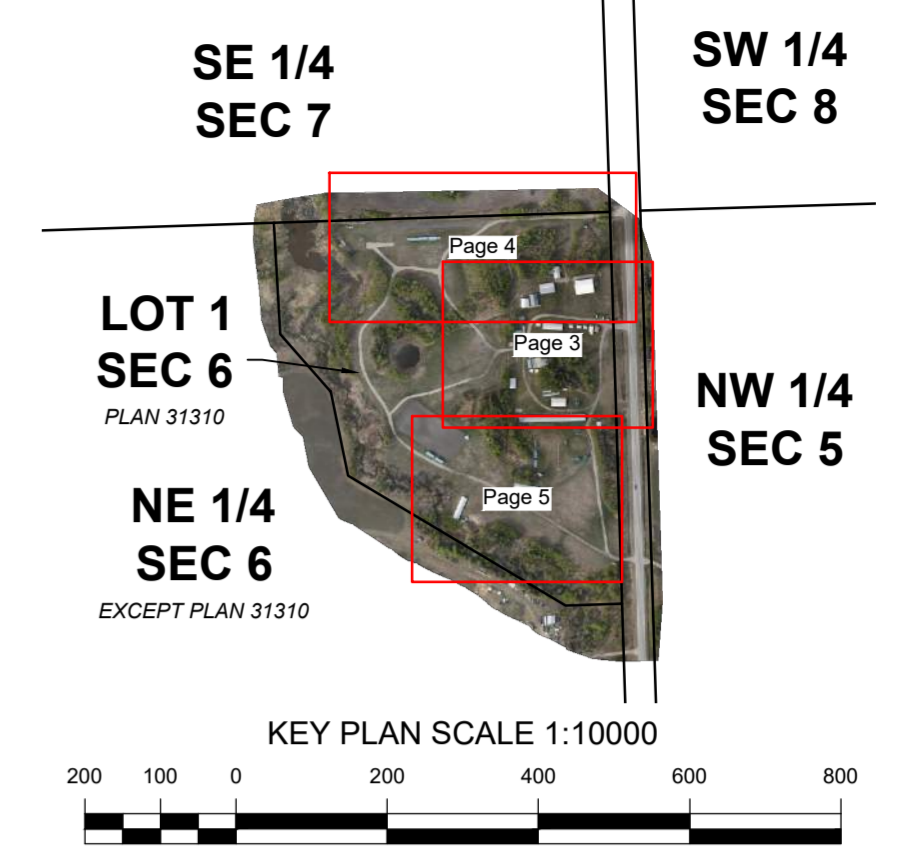 SE 1/4
SEC 7
SW 1/4
SEC 8
Page 4
LOT 1
SEC 6
PLAN 31310
Page 3
NW 1/4
SEC 5
NE 1/4
SEC 6
EXCEPT PLAN 31310
Page 5
KEY PLAN SCALE 1:10000
200 100 0 200 400 600 800